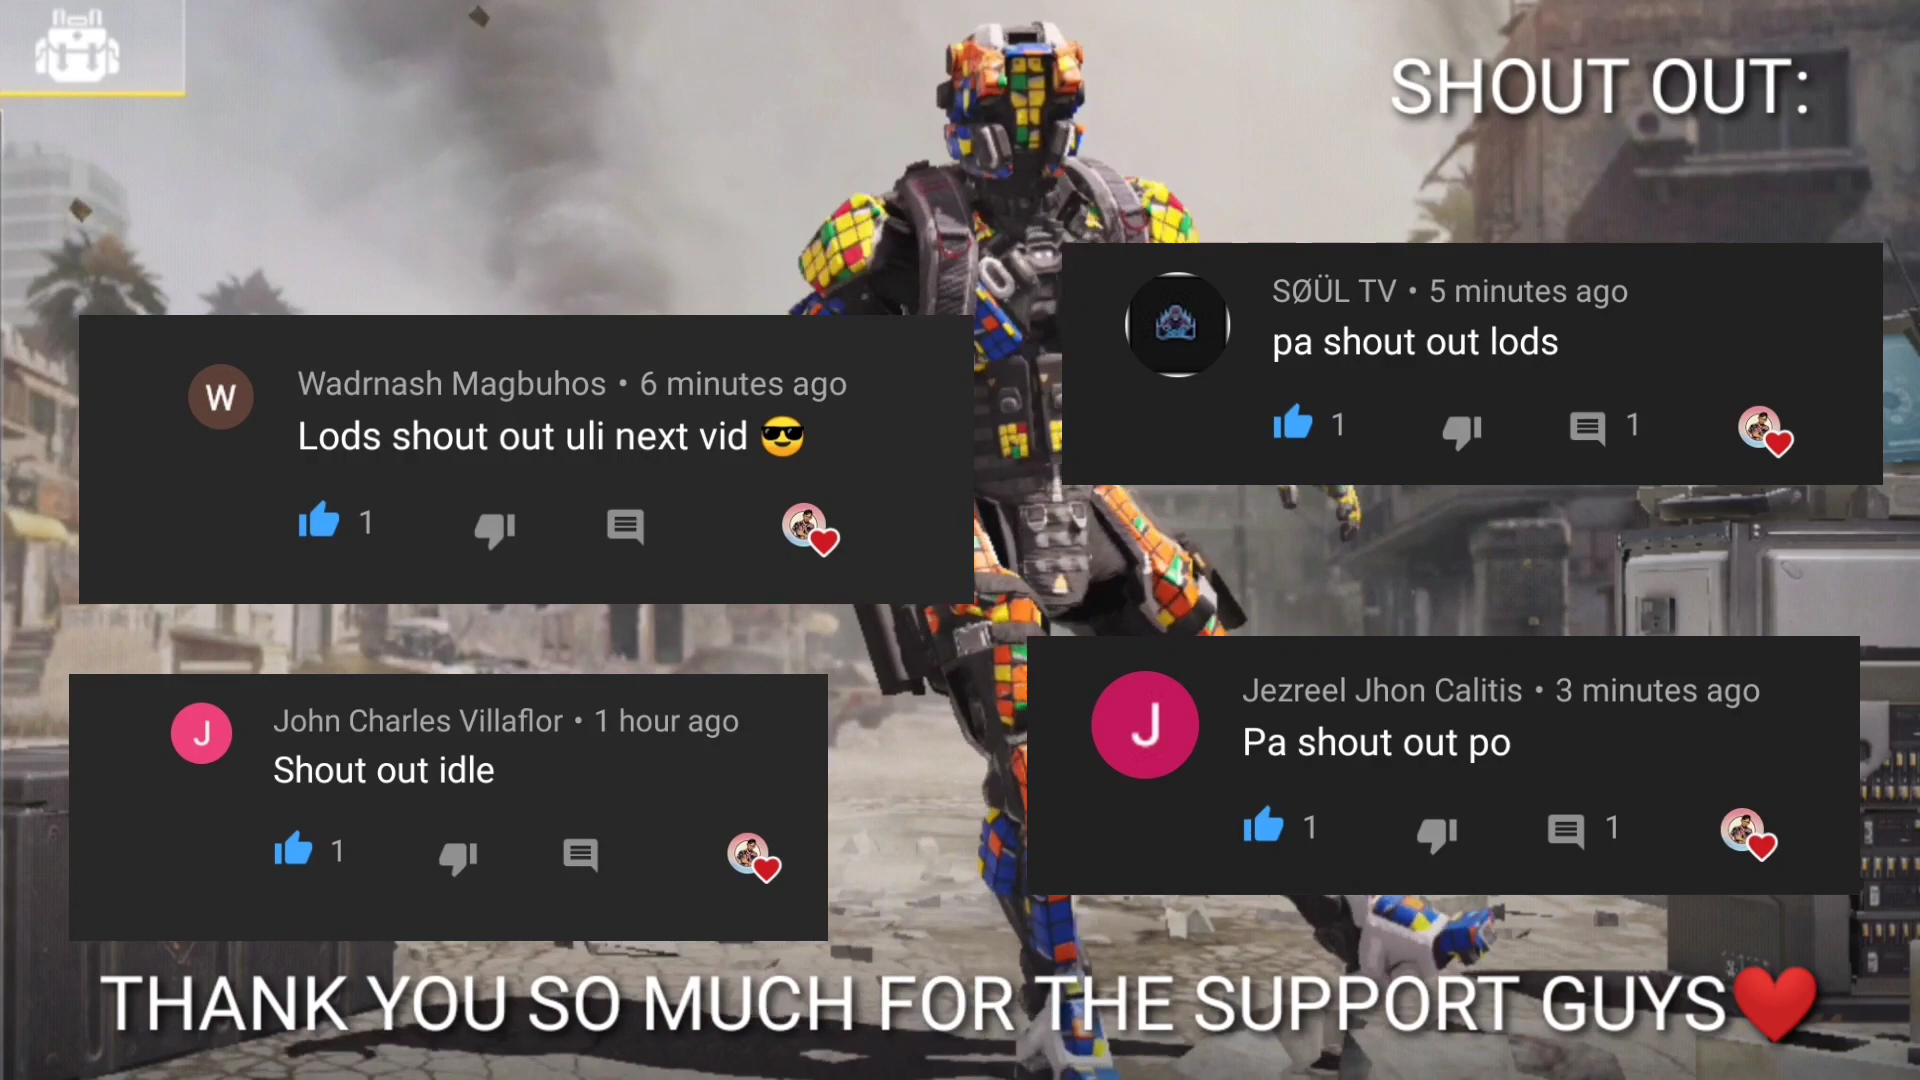 SHOUT OUT:
W
Wadrnash Magbuhos • 6 minutes ago
Lods shout out uli next vid 😎
1
SØÜL TV • 5 minutes ago
pa shout out lods
1
1
J
John Charles Villaflor • 1 hour ago
Shout out idle
1
J
Jezreel Jhon Calitis • 3 minutes ago
Pa shout out po
1
1
THANK YOU SO MUCH FOR THE SUPPORT GUYS❤️